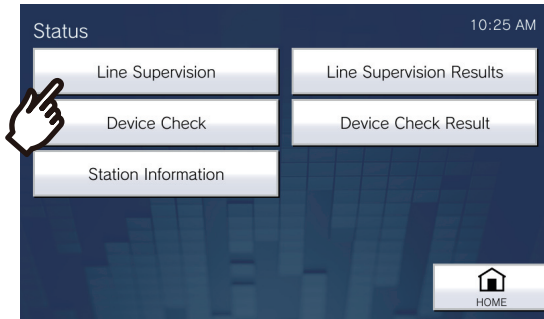 Status
10:25 AM
Line Supervision
Line Supervision Results
Device Check
Device Check Result
Station Information
HOME